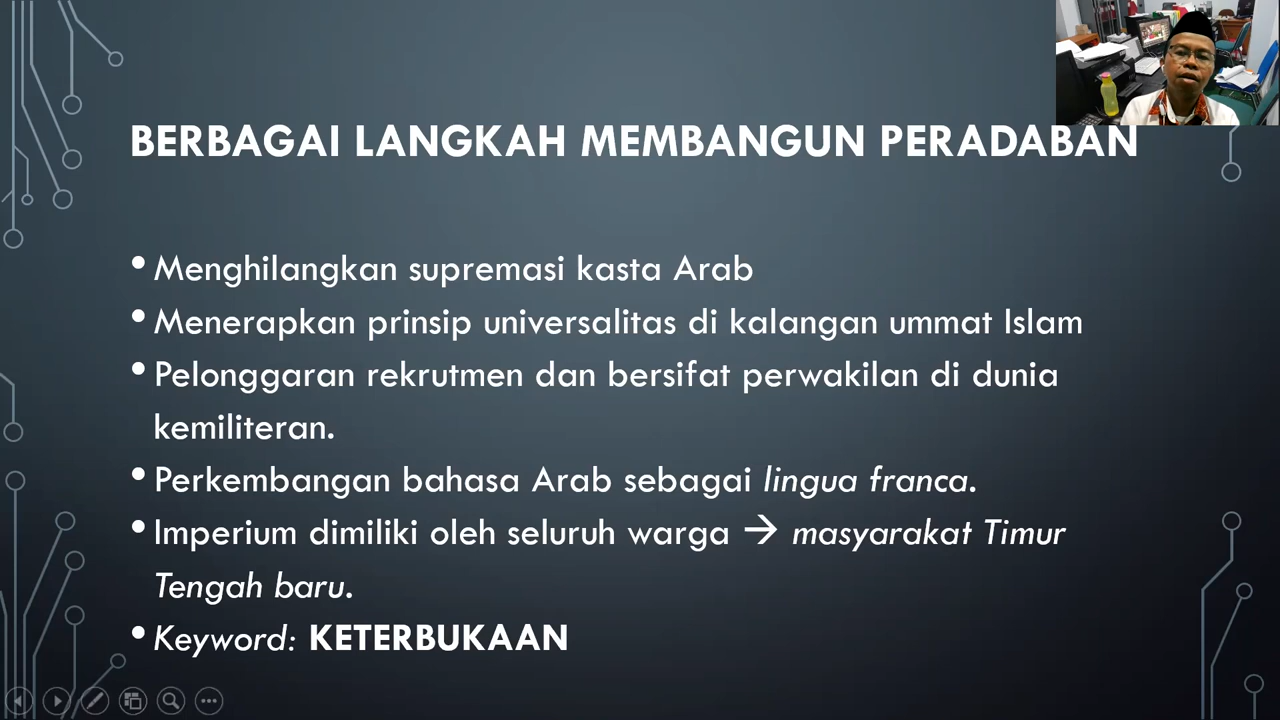 BERBAGAI LANGKAH MEMBANGUN PERADABAN
• Menghilangkan supremasi kasta Arab
• Menerapkan prinsip universalitas di kalangan ummat Islam
• Pelonggaran rekrutmen dan bersifat perwakilan di dunia
kemiliteran.
• Perkembangan bahasa Arab sebagai lingua franca.
• Imperium dimiliki oleh seluruh warga → masyarakat Timur
Tengah baru.
• Keyword: KETERBUKAAN